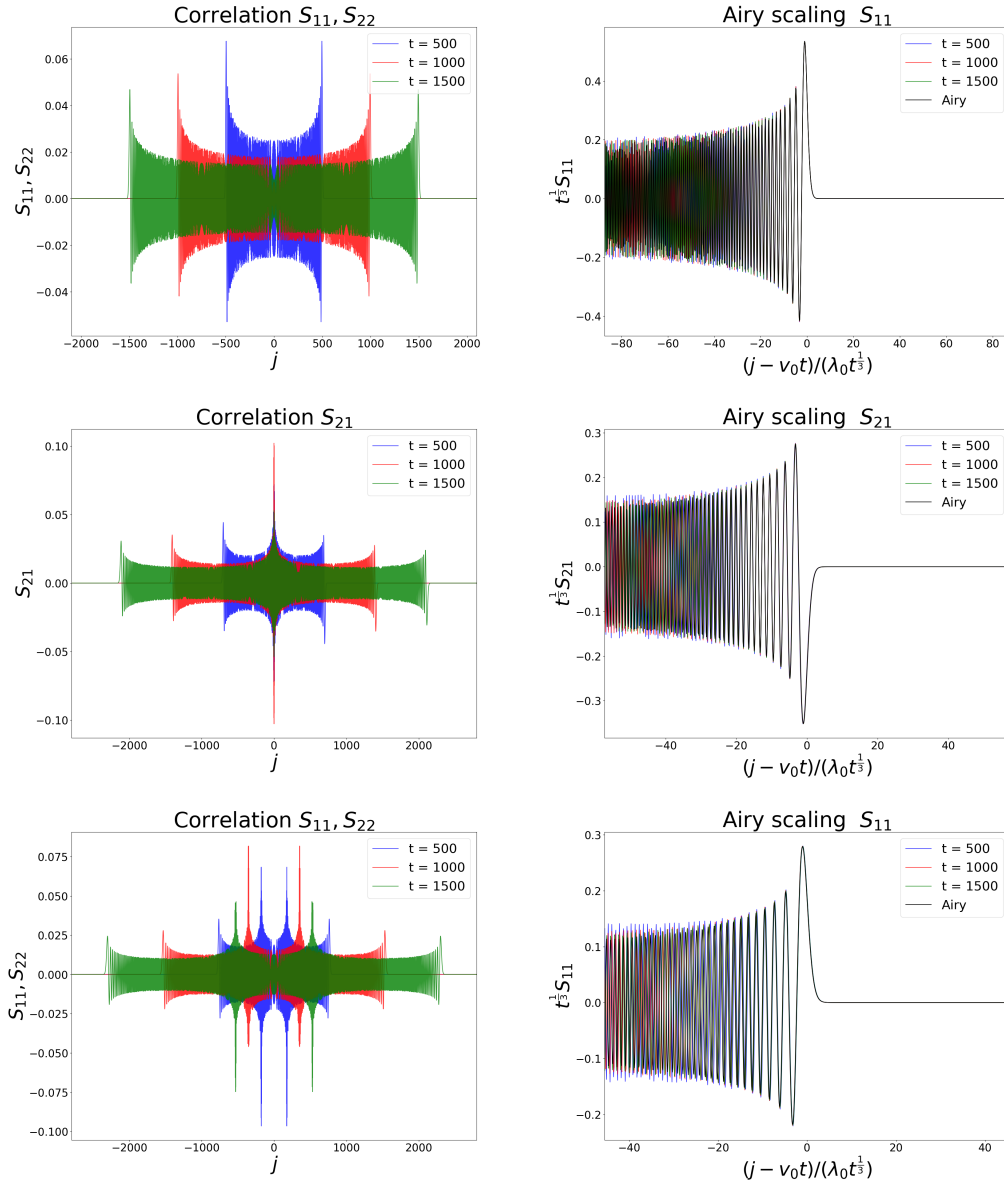 Correlation S₁₁, S₂₂
t = 500
t = 1000
t = 1500
S₁₁, S₂₂
0.06
0.04
0.02
0.00
−0.02
−0.04
−2000 −1500 −1000 −500 0 500 1000 1500 2000
j
Airy scaling S₁₁
t = 500
t = 1000
t = 1500
Airy
t^{1/3}S₁₁
0.4
0.2
0.0
−0.2
−0.4
−80 −60 −40 −20 0 20 40 60 80
(j − v₀t)/(λ₀t^{1/3})
Correlation S₂₁
t = 500
t = 1000
t = 1500
S₂₁
0.10
0.05
0.00
−0.05
−0.10
−2000 −1000 0 1000 2000
j
Airy scaling S₂₁
t = 500
t = 1000
t = 1500
Airy
t^{1/3}S₂₁
0.3
0.2
0.1
0.0
−0.1
−0.2
−0.3
−40 −20 0 20 40
(j − v₀t)/(λ₀t^{1/3})
Correlation S₁₁, S₂₂
t = 500
t = 1000
t = 1500
S₁₁, S₂₂
0.075
0.050
0.025
0.000
−0.025
−0.050
−0.075
−0.100
−2000 −1000 0 1000 2000
j
Airy scaling S₁₁
t = 500
t = 1000
t = 1500
Airy
t^{1/3}S₁₁
0.3
0.2
0.1
0.0
−0.1
−0.2
−40 −20 0 20 40
(j − v₀t)/(λ₀t^{1/3})